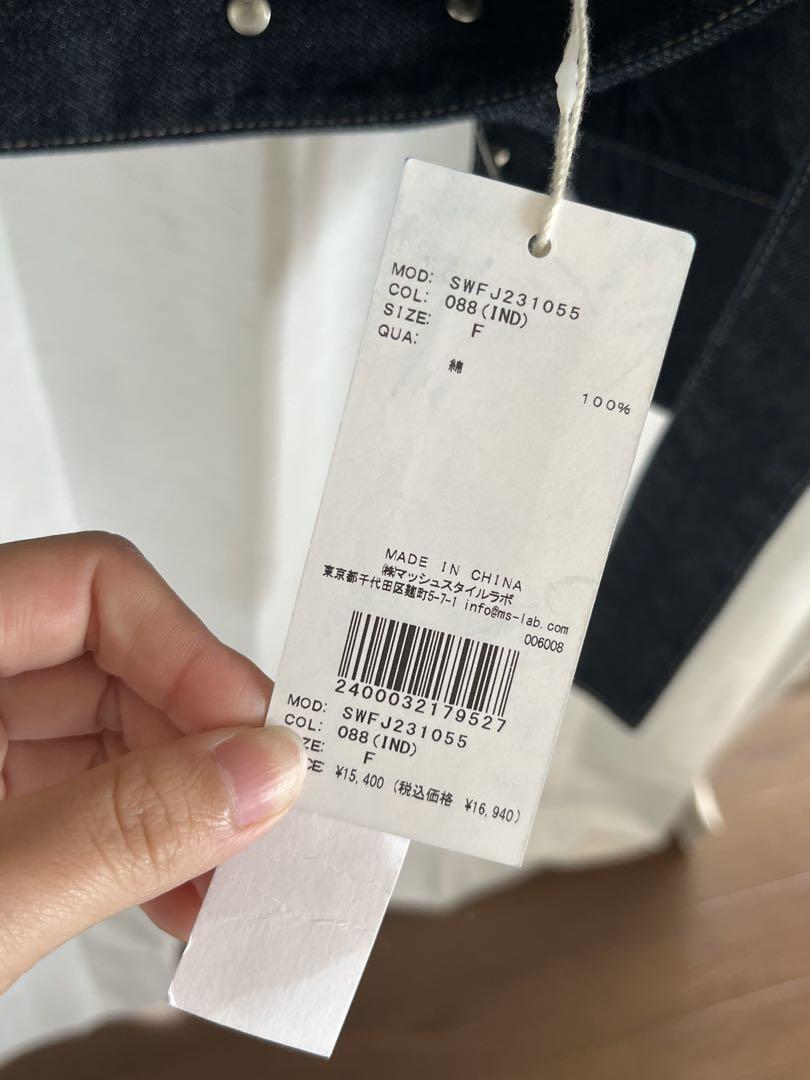 MOD: SWFJ231055
COL: 088(IND)
SIZE: F
QUA:
綿 100%
MADE IN CHINA
㈱マッシュスタイルラボ
東京都千代田区麹町5-7-1 info@ms-lab.com
006008
2400032179527
MOD: SWFJ231055
COL: 088(IND)
ZE: F
CE ¥15,400 (税込価格 ¥16,940)